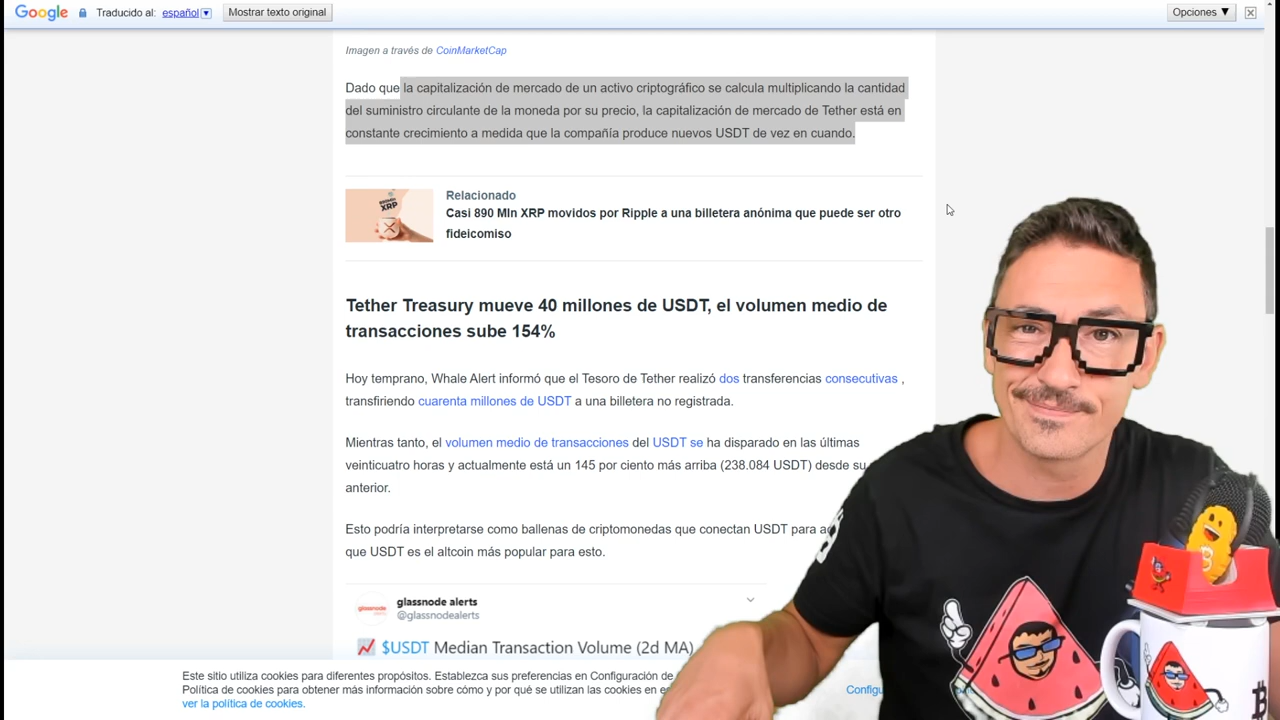 Google Traducido al: español Mostrar texto original Opciones ▼
Imagen a través de CoinMarketCap
Dado que la capitalización de mercado de un activo criptográfico se calcula multiplicando la cantidad
del suministro circulante de la moneda por su precio, la capitalización de mercado de Tether está en
constante crecimiento a medida que la compañía produce nuevos USDT de vez en cuando.
XRP
Relacionado
Casi 890 Mln XRP movidos por Ripple a una billetera anónima que puede ser otro
fideicomiso
Tether Treasury mueve 40 millones de USDT, el volumen medio de
transacciones sube 154%
Hoy temprano, Whale Alert informó que el Tesoro de Tether realizó dos transferencias consecutivas ,
transfiriendo cuarenta millones de USDT a una billetera no registrada.
Mientras tanto, el volumen medio de transacciones del USDT se ha disparado en las últimas
veinticuatro horas y actualmente está un 145 por ciento más arriba (238.084 USDT) desde su
anterior.
Esto podría interpretarse como ballenas de criptomonedas que conectan USDT para
que USDT es el altcoin más popular para esto.
glassnode
glassnode alerts
@glassnodealerts
$USDT Median Transaction Volume (2d MA)
Este sitio utiliza cookies para diferentes propósitos. Establezca sus preferencias en Configuración de
Política de cookies para obtener más información sobre cómo y por qué se utilizan las cookies en
ver la política de cookies.